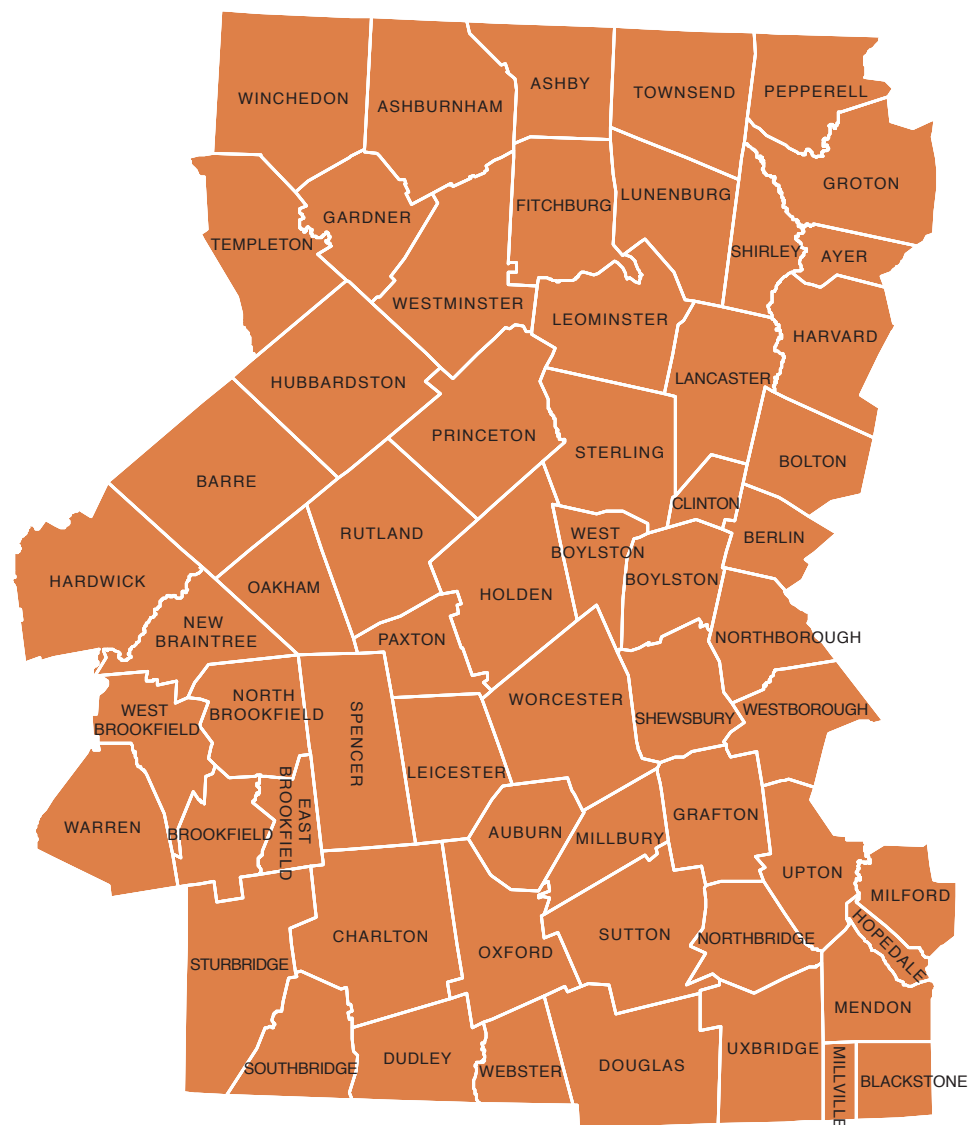 ASHBY
TOWNSEND
PEPPERELL
WINCHEDON
ASHBURNHAM
GROTON
LUNENBURG
FITCHBURG
GARDNER
TEMPLETON
SHIRLEY
AYER
WESTMINSTER
LEOMINSTER
HARVARD
HUBBARDSTON
LANCASTER
PRINCETON
STERLING
BOLTON
BARRE
CLINTON
RUTLAND
WEST
BOYLSTON
BERLIN
HARDWICK
OAKHAM
HOLDEN
BOYLSTON
NEW
BRAINTREE
PAXTON
NORTHBOROUGH
NORTH
BROOKFIELD
WORCESTER
WEST
BROOKFIELD
SPENCER
SHEWSBURY
WESTBOROUGH
LEICESTER
WARREN
BROOKFIELD
EAST
BROOKFIELD
AUBURN
MILLBURY
GRAFTON
UPTON
MILFORD
CHARLTON
OXFORD
SUTTON
NORTHBRIDGE
HOPEDALE
STURBRIDGE
MENDON
SOUTHBRIDGE
DUDLEY
WEBSTER
DOUGLAS
UXBRIDGE
MILLVILLE
BLACKSTONE